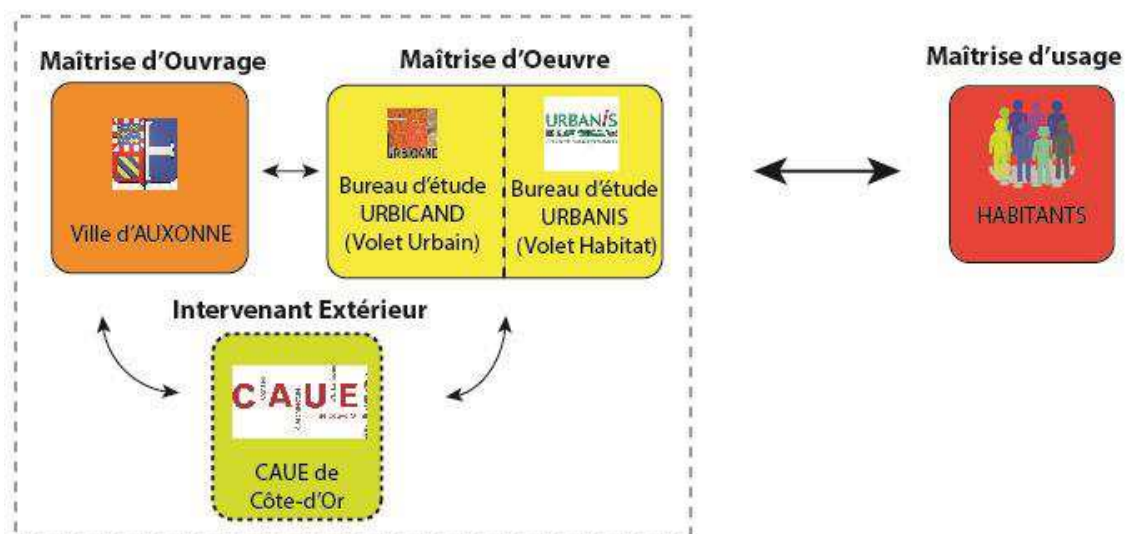 Maîtrise d'Ouvrage
Ville d'AUXONNE
Maîtrise d'Oeuvre
Bureau d'étude
URBICAND
(Volet Urbain)
URBANiS
Bureau d'étude
URBANIS
(Volet Habitat)
Maîtrise d'usage
HABITANTS
Intervenant Extérieur
CAUE
CAUE de
Côte-d'Or